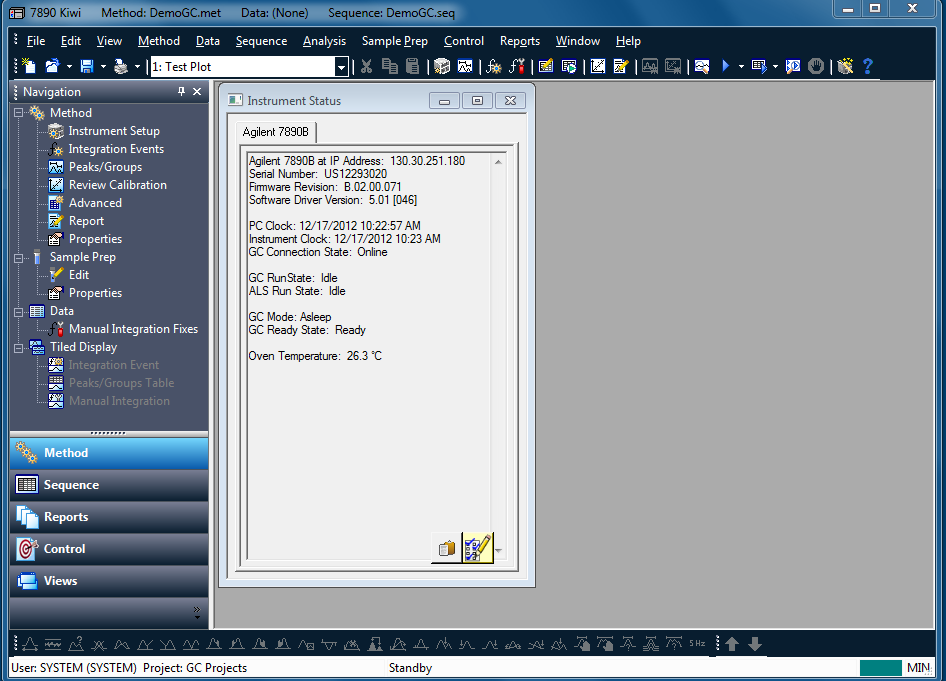 7890 Kiwi Method: DemoGC.met Data: (None) Sequence: DemoGC.seq
File Edit View Method Data Sequence Analysis Sample Prep Control Reports Window Help
1: Test Plot
Navigation
Method
Instrument Setup
Integration Events
Peaks/Groups
Review Calibration
Advanced
Report
Properties
Sample Prep
Edit
Properties
Data
Manual Integration Fixes
Tiled Display
Integration Event
Peaks/Groups Table
Manual Integration
Method
Sequence
Reports
Control
Views
Instrument Status
Agilent 7890B
Agilent 7890B at IP Address: 130.30.251.180
Serial Number: US12293020
Firmware Revision: B.02.00.071
Software Driver Version: 5.01 [046]
PC Clock: 12/17/2012 10:22:57 AM
Instrument Clock: 12/17/2012 10:23 AM
GC Connection State: Online
GC RunState: Idle
ALS Run State: Idle
GC Mode: Asleep
GC Ready State: Ready
Oven Temperature: 26.3 °C
5 Hz
User: SYSTEM (SYSTEM) Project: GC Projects Standby MIN